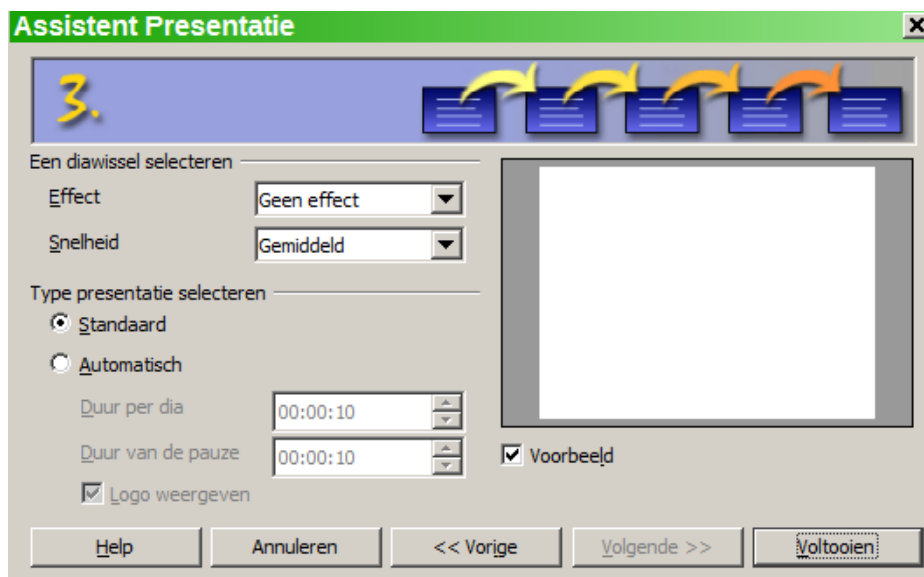 Assistent Presentatie
3.
Een diawissel selecteren
Effect
Geen effect
Snelheid
Gemiddeld
Type presentatie selecteren
Standaard
Automatisch
Duur per dia
00:00:10
Duur van de pauze
00:00:10
Logo weergeven
Voorbeeld
Help
Annuleren
<< Vorige
Volgende >>
Voltooien